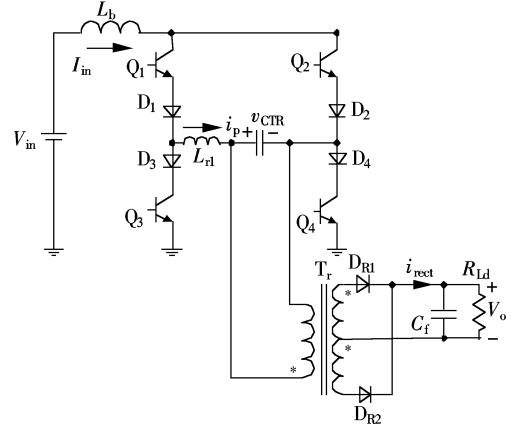 L_b
I_in
Q_1
Q_2
D_1
D_2
i_p + v_CTR −
V_in
L_r1
D_3
D_4
Q_3
Q_4
T_r
D_R1
i_rect
R_Ld
+
*
C_f
V_o
*
−
*
D_R2